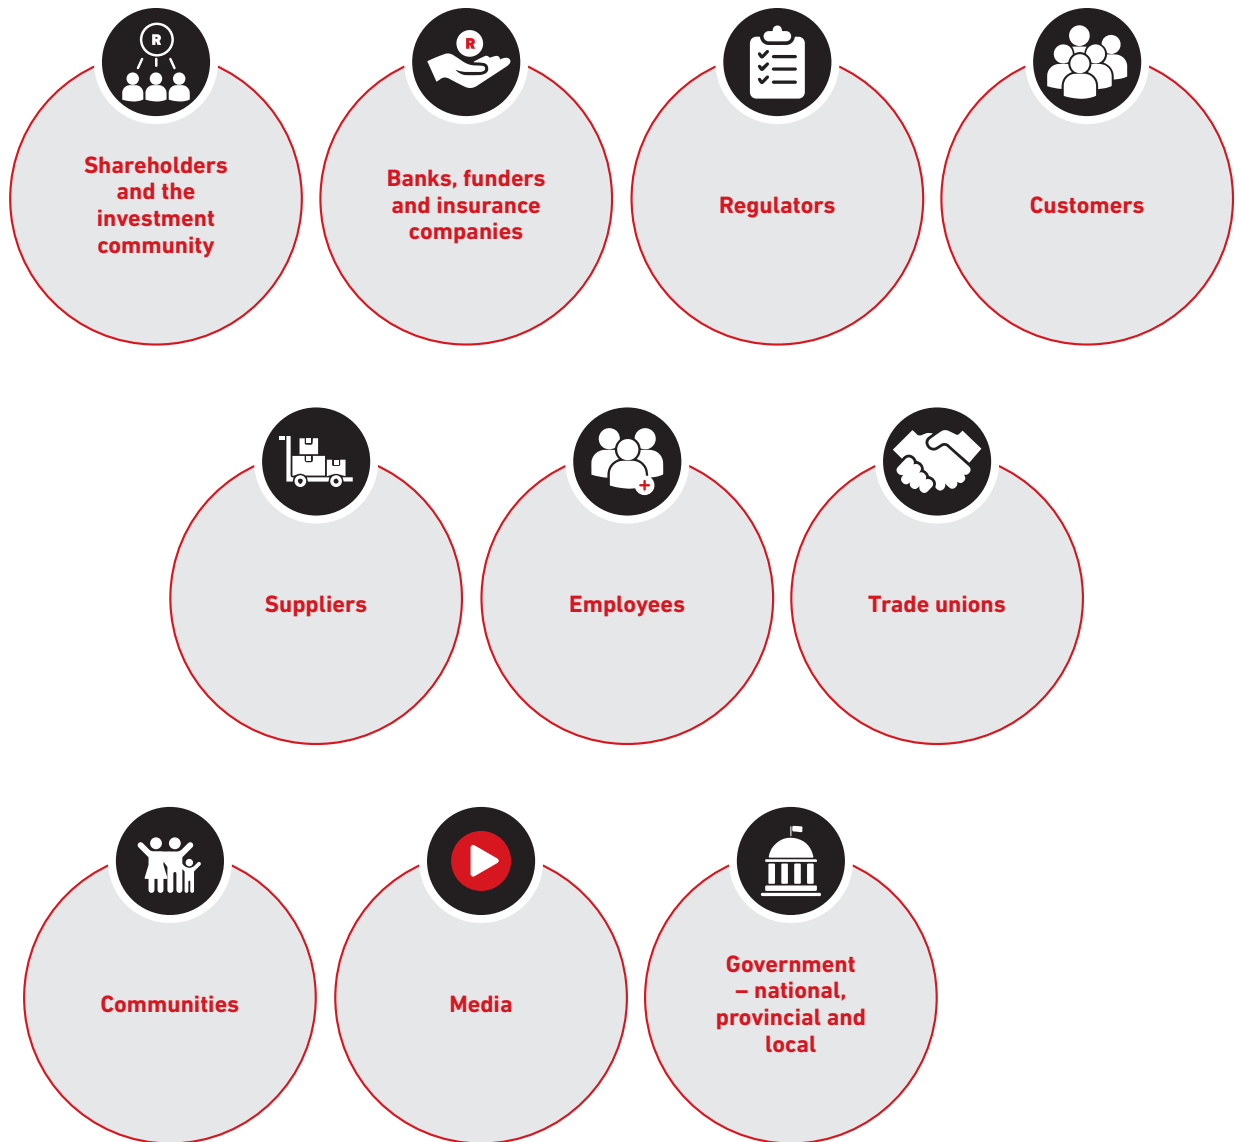 R
Shareholders
and the
investment
community
R
Banks, funders
and insurance
companies
Regulators
Customers
Suppliers
Employees
Trade unions
Communities
Media
Government
– national,
provincial and
local